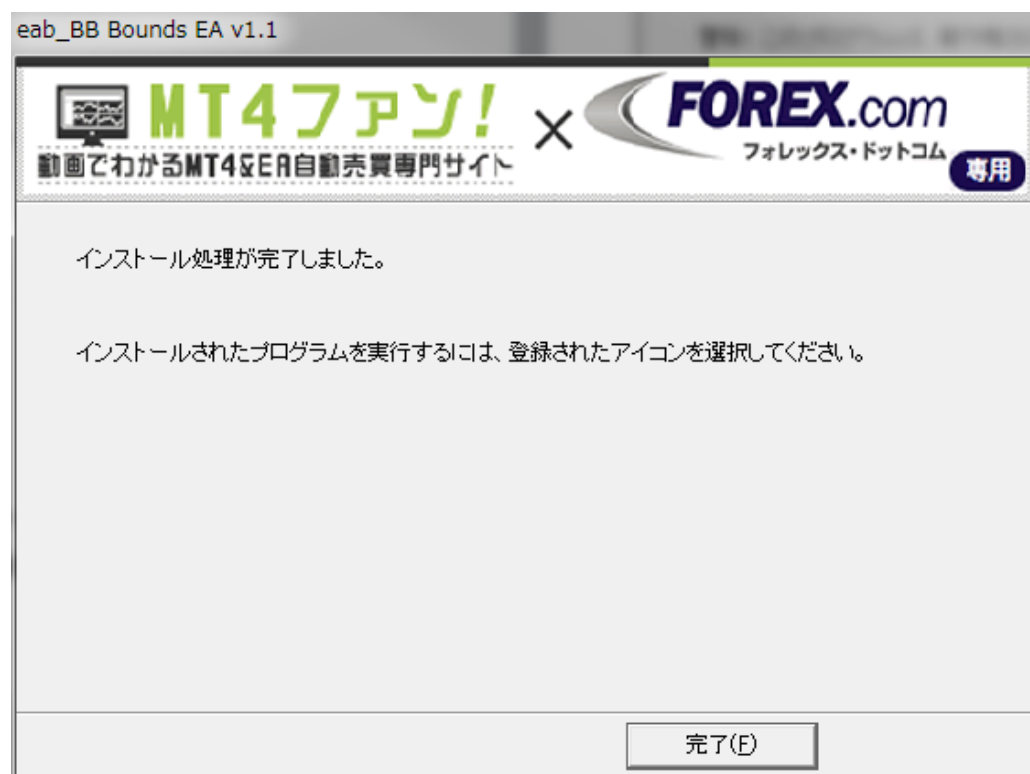 eab_BB Bounds EA v1.1
MT4ファン!
動画でわかるMT4&EA自動売買専門サイト
×
FOREX.com
フォレックス・ドットコム
専用
インストール処理が完了しました。
インストールされたプログラムを実行するには、登録されたアイコンを選択してください。
完了(F)